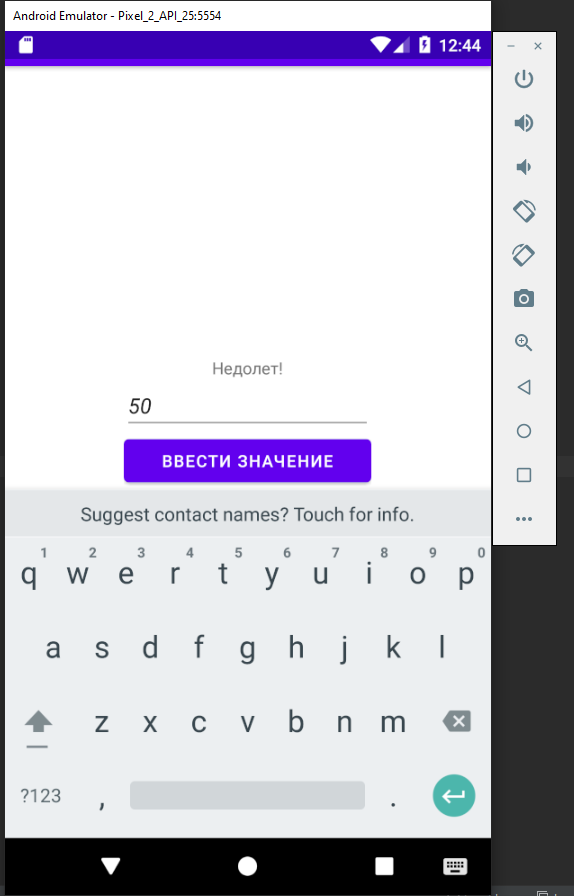 Android Emulator - Pixel_2_API_25:5554
12:44
Недолет!
50
ВВЕСТИ ЗНАЧЕНИЕ
Suggest contact names? Touch for info.
1 2 3 4 5 6 7 8 9 0
q w e r t y u i o p
a s d f g h j k l
z x c v b n m
?123 , .